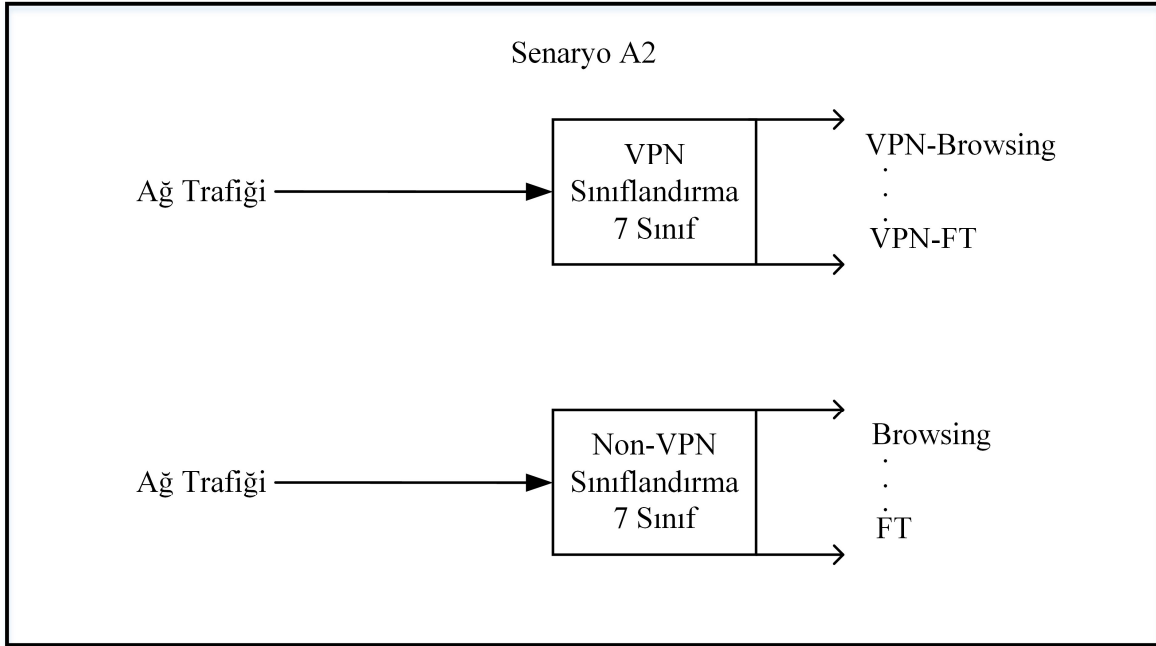 Senaryo A2
Ağ Trafiği
VPN
Sınıflandırma
7 Sınıf
VPN-Browsing
.
.
.
VPN-FT
Ağ Trafiği
Non-VPN
Sınıflandırma
7 Sınıf
Browsing
.
.
.
FT